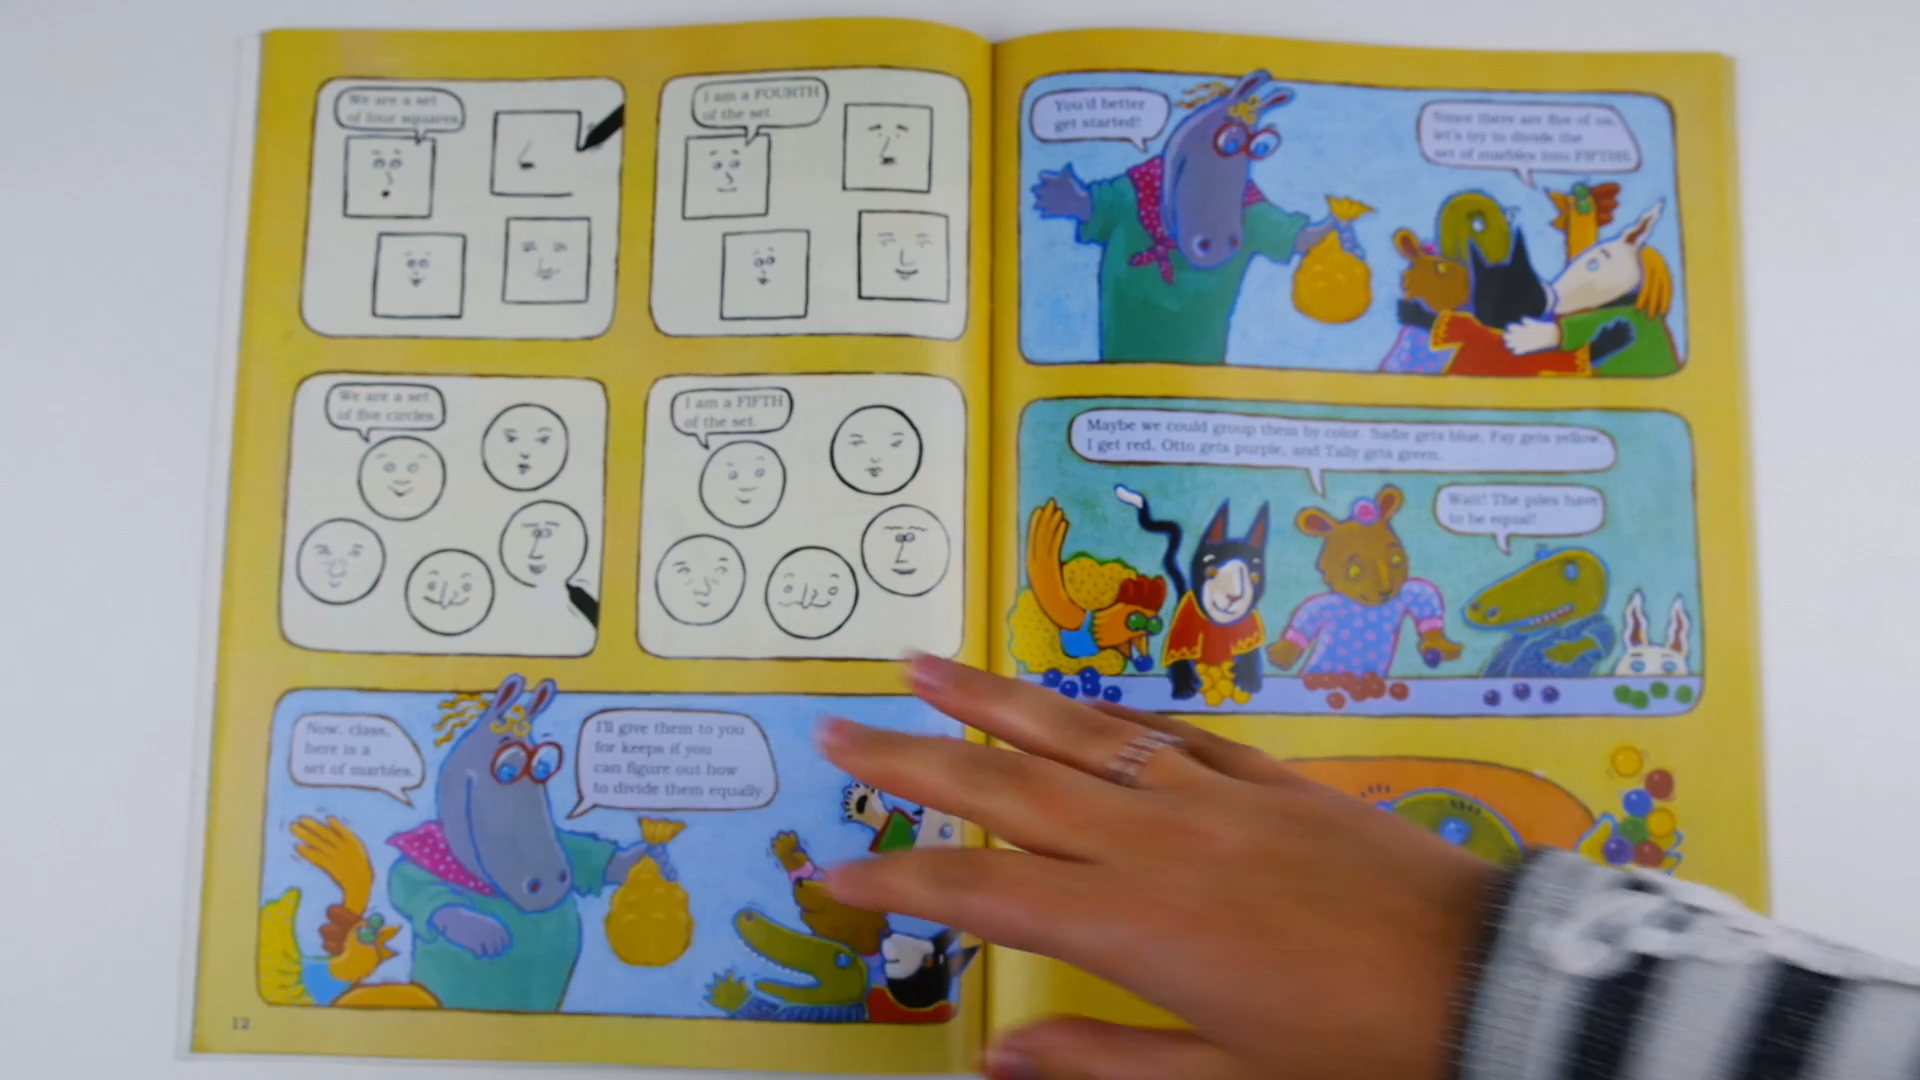 We are a set
of four squares.
I am a FOURTH
of the set.
We are a set
of five circles.
I am a FIFTH
of the set.
Now, class,
here is a
set of marbles.
I'll give them to you
for keeps if you
can figure out how
to divide them equally.
12
You'd better
get started!
Since there are five of us,
let's try to divide the
set of marbles into FIFTHS.
Maybe we could group them by color. Sadie gets blue, Fay gets yellow,
I get red, Otto gets purple, and Tally gets green.
Wait! The piles have
to be equal!